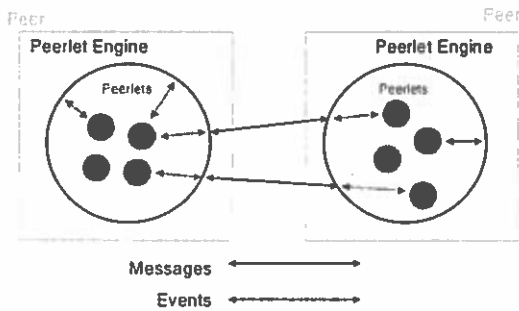 Peer
Peer
Peerlet Engine
Peerlet Engine
Peerlets
Peerlets
Messages
Events